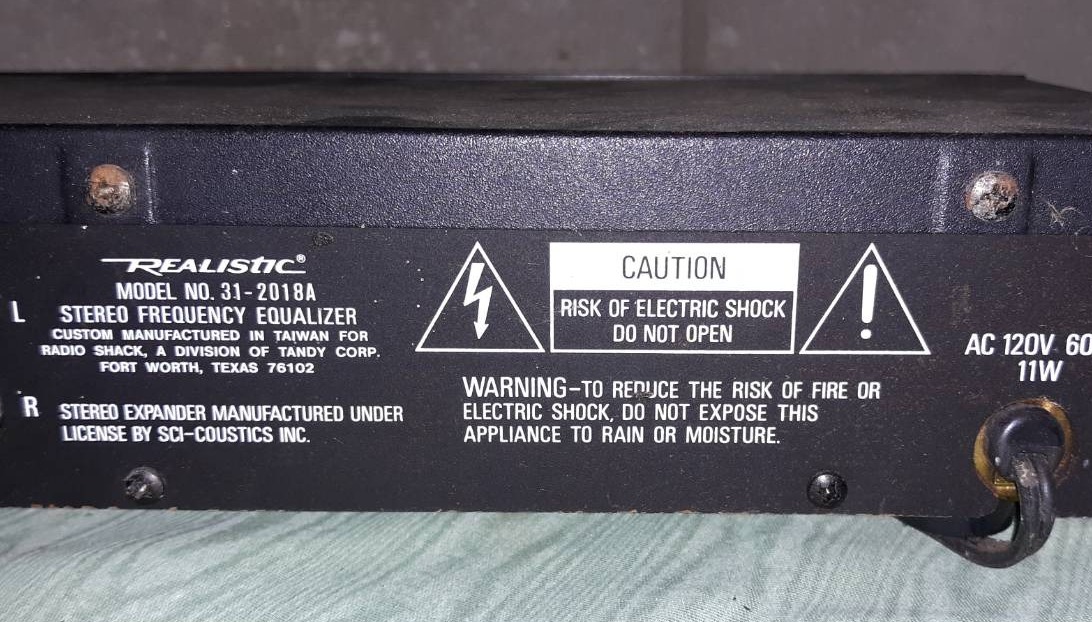 REALISTIC®
MODEL NO. 31-2018A
L
STEREO FREQUENCY EQUALIZER
CUSTOM MANUFACTURED IN TAIWAN FOR
RADIO SHACK, A DIVISION OF TANDY CORP.
FORT WORTH, TEXAS 76102
R
STEREO EXPANDER MANUFACTURED UNDER
LICENSE BY SCI-COUSTICS INC.
CAUTION
RISK OF ELECTRIC SHOCK
DO NOT OPEN
!
WARNING-TO REDUCE THE RISK OF FIRE OR
ELECTRIC SHOCK, DO NOT EXPOSE THIS
APPLIANCE TO RAIN OR MOISTURE.
AC 120V 60
11W